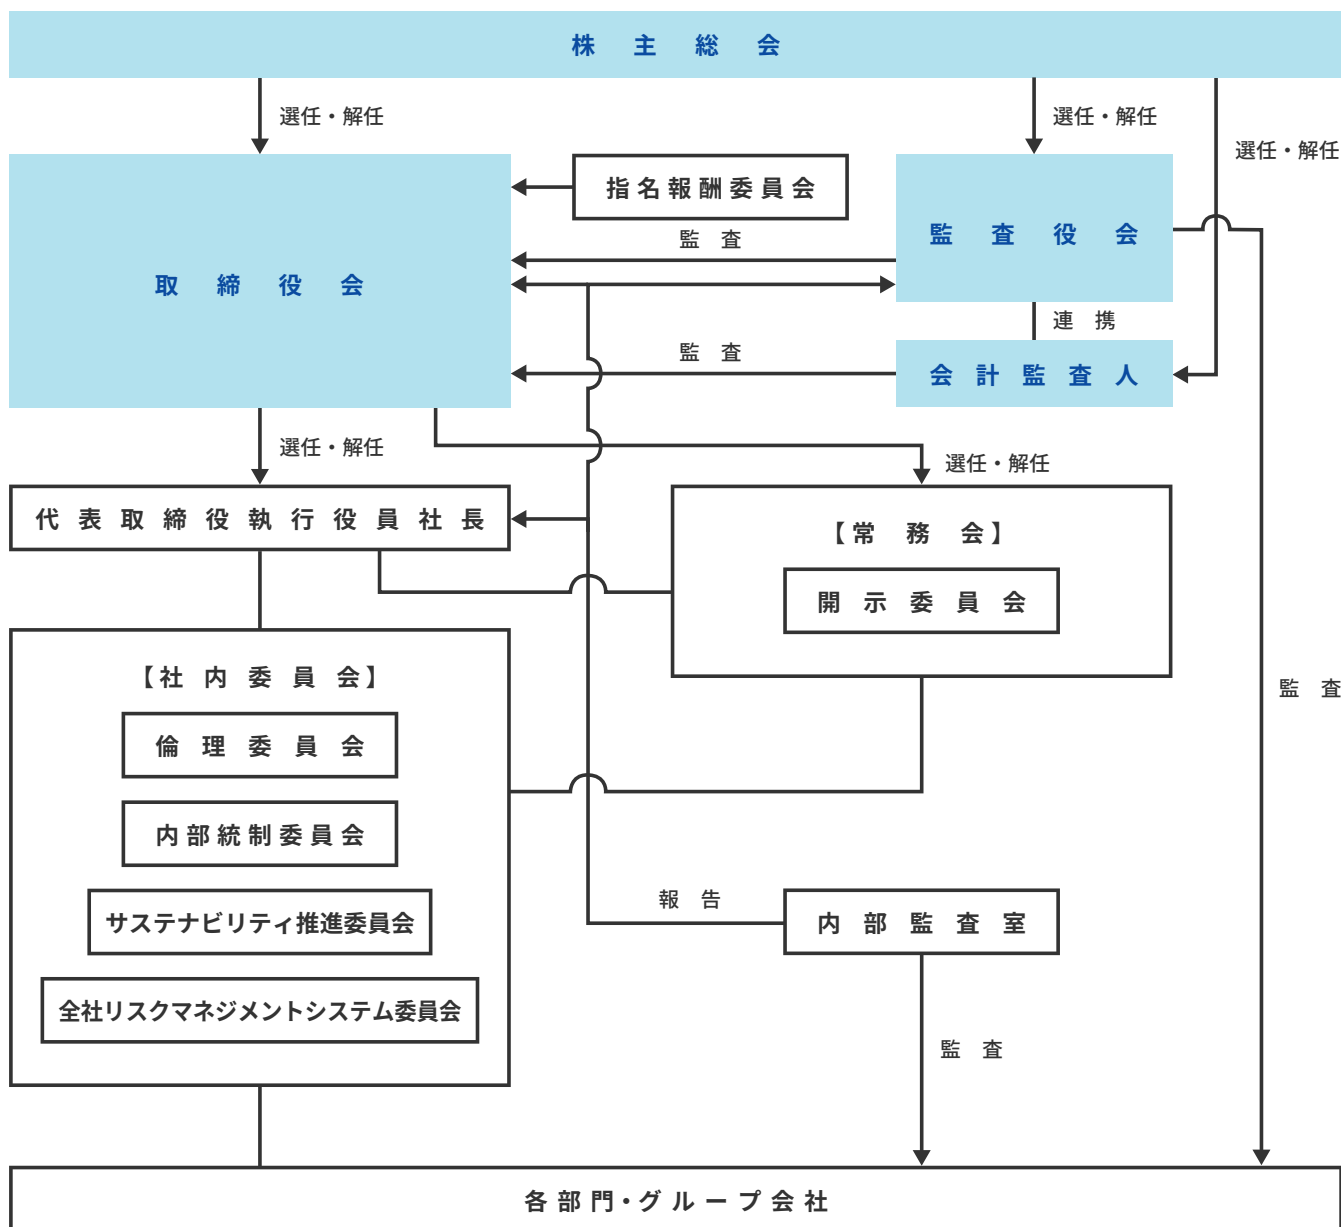 株主総会
選任・解任
選任・解任
選任・解任
指名報酬委員会
監査役会
監　査
取締役会
連　携
監　査
会計監査人
選任・解任
選任・解任
代表取締役執行役員社長
【常務会】
開示委員会
【社内委員会】
監　査
倫理委員会
内部統制委員会
報　告
サステナビリティ推進委員会
内部監査室
全社リスクマネジメントシステム委員会
監　査
各部門・グループ会社